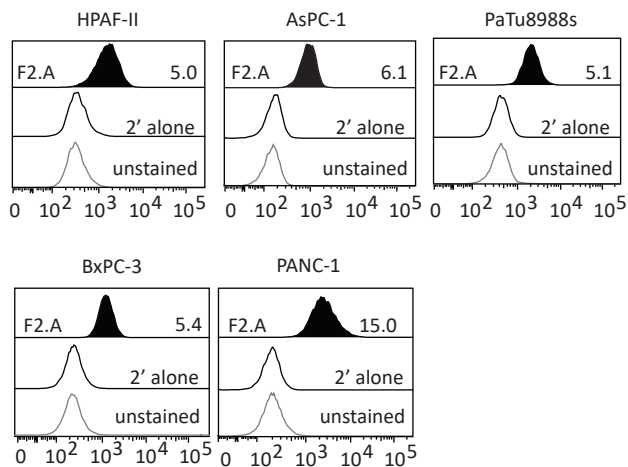 HPAF-II
F2.A 5.0
2' alone
unstained
0 10² 10³ 10⁴ 10⁵
AsPC-1
F2.A 6.1
2' alone
unstained
0 10² 10³ 10⁴ 10⁵
PaTu8988s
F2.A 5.1
2' alone
unstained
0 10² 10³ 10⁴ 10⁵
BxPC-3
F2.A 5.4
2' alone
unstained
0 10² 10³ 10⁴ 10⁵
PANC-1
F2.A 15.0
2' alone
unstained
0 10² 10³ 10⁴ 10⁵